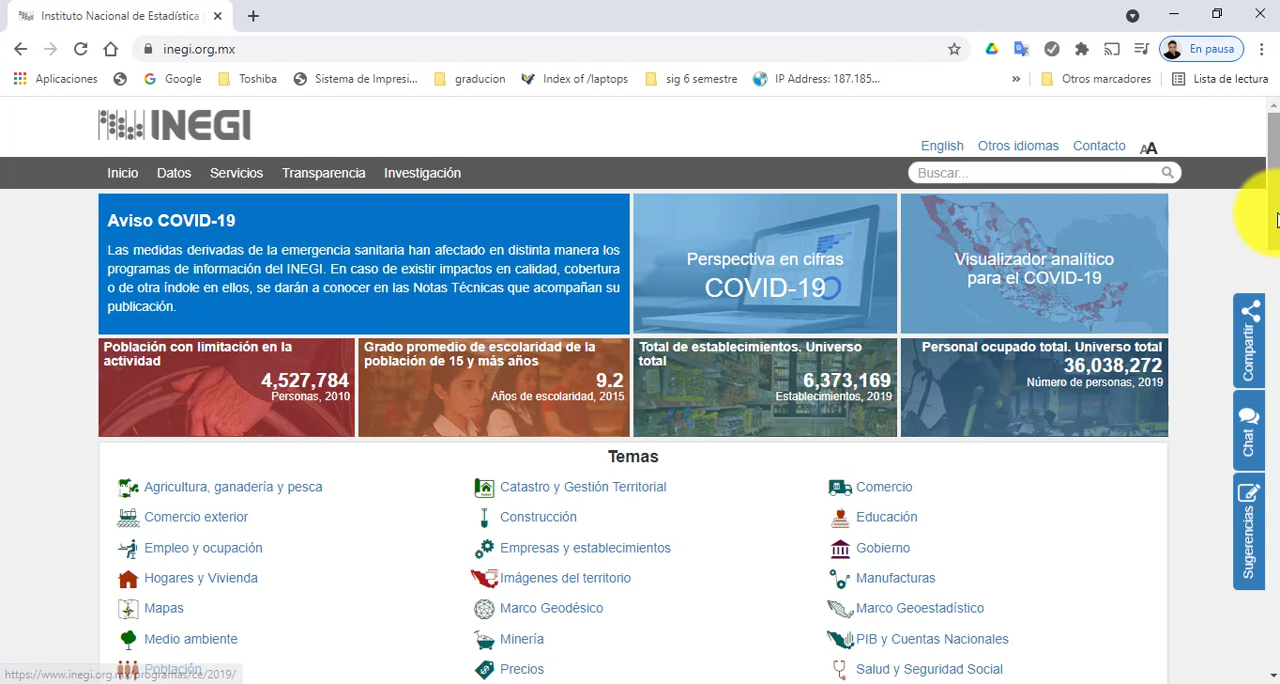 Instituto Nacional de Estadística
inegi.org.mx
En pausa
Aplicaciones
Google
Toshiba
Sistema de Impresi...
graducion
Index of /laptops
sig 6 semestre
IP Address: 187.185...
»
Otros marcadores
Lista de lectura
INEGI
English
Otros idiomas
Contacto
AA
Inicio
Datos
Servicios
Transparencia
Investigación
Buscar...
Aviso COVID-19
Las medidas derivadas de la emergencia sanitaria han afectado en distinta manera los
programas de información del INEGI. En caso de existir impactos en calidad, cobertura
o de otra índole en ellos, se darán a conocer en las Notas Técnicas que acompañan su
publicación.
Perspectiva en cifras
COVID-19
Visualizador analítico
para el COVID-19
Población con limitación en la
actividad
4,527,784
Personas, 2010
Grado promedio de escolaridad de la
población de 15 y más años
9.2
Años de escolaridad, 2015
Total de establecimientos. Universo
total
6,373,169
Establecimientos, 2019
Personal ocupado total. Universo total
36,038,272
Número de personas, 2019
Compartir
Chat
Sugerencias
Temas
Agricultura, ganadería y pesca
Catastro y Gestión Territorial
Comercio
Comercio exterior
Construcción
Educación
Empleo y ocupación
Empresas y establecimientos
Gobierno
Hogares y Vivienda
Imágenes del territorio
Manufacturas
Mapas
Marco Geodésico
Marco Geoestadístico
Medio ambiente
Minería
PIB y Cuentas Nacionales
Población
Precios
Salud y Seguridad Social
https://www.inegi.org.mx/programas/ce/2019/